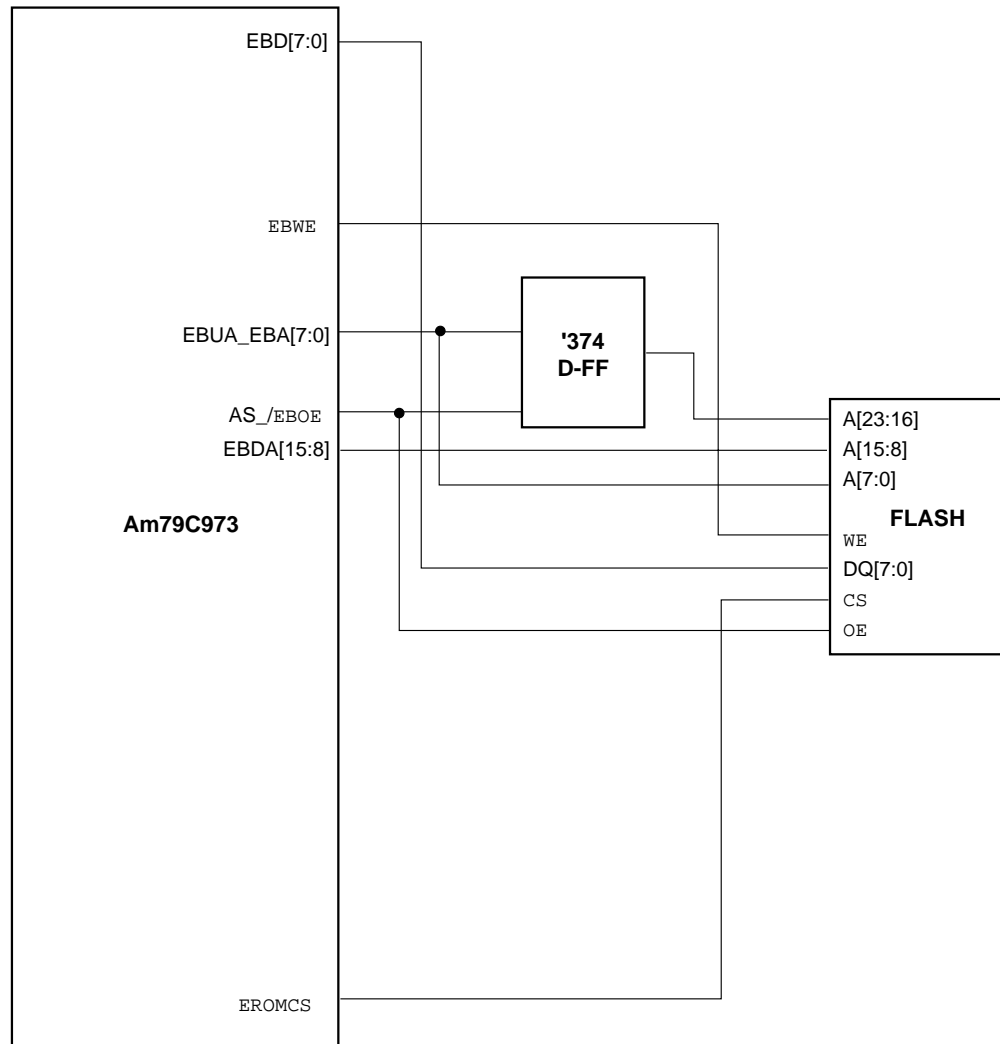 EBD[7:0]
EBWE
EBUA_EBA[7:0]
'374
D-FF
AS_/EBOE
EBDA[15:8]
A[23:16]
A[15:8]
A[7:0]
FLASH
Am79C973
WE
DQ[7:0]
CS
OE
EROMCS